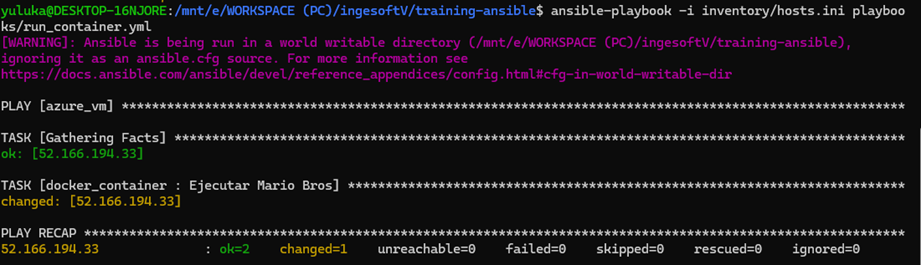 yuluka@DESKTOP-16NJORE:/mnt/e/WORKSPACE (PC)/ingesoftV/training-ansible$ ansible-playbook -i inventory/hosts.ini playboo
ks/run_container.yml
[WARNING]: Ansible is being run in a world writable directory (/mnt/e/WORKSPACE (PC)/ingesoftV/training-ansible),
ignoring it as an ansible.cfg source. For more information see
https://docs.ansible.com/ansible/devel/reference_appendices/config.html#cfg-in-world-writable-dir
PLAY [azure_vm] ***************************************************************************************************
TASK [Gathering Facts] ********************************************************************************************
ok: [52.166.194.33]
TASK [docker_container : Ejecutar Mario Bros] *********************************************************************
changed: [52.166.194.33]
PLAY RECAP ********************************************************************************************************
52.166.194.33 : ok=2 changed=1 unreachable=0 failed=0 skipped=0 rescued=0 ignored=0